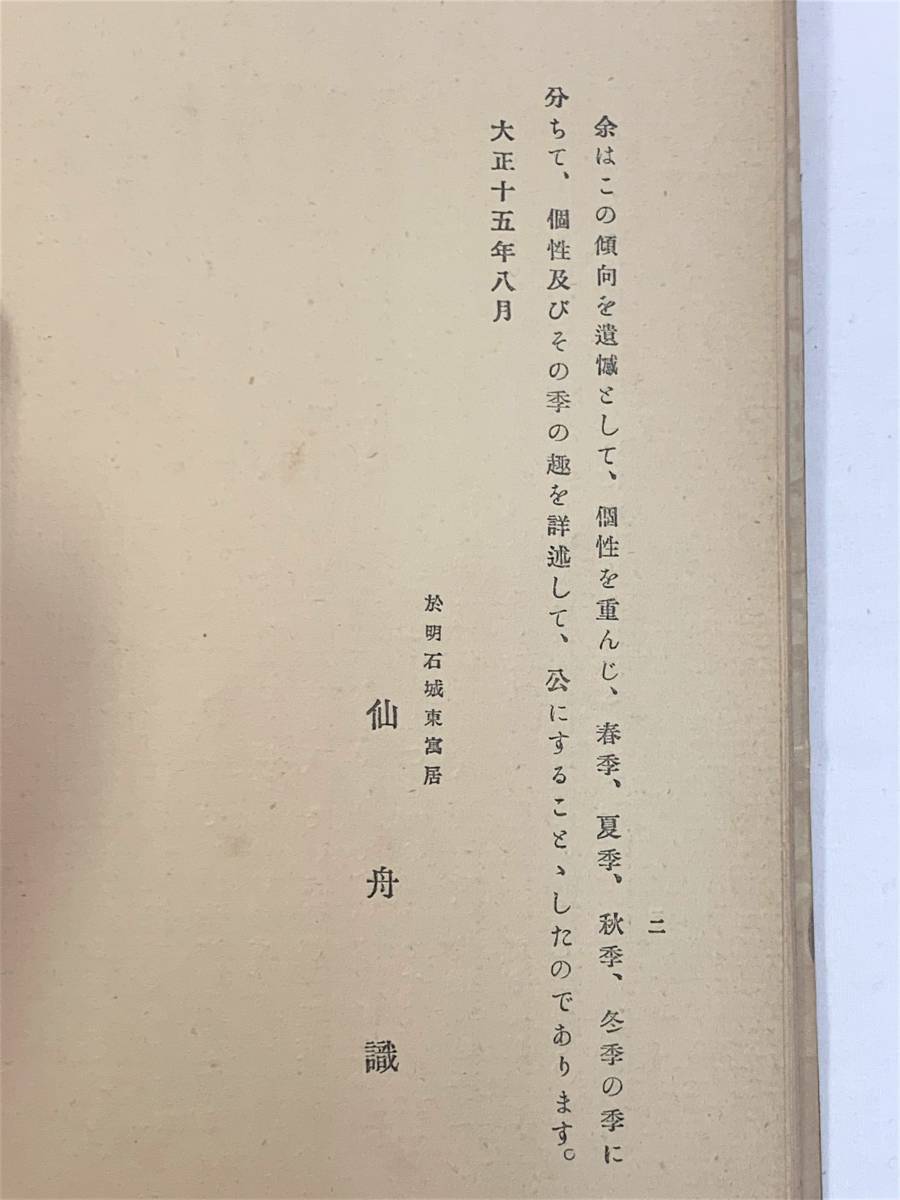 二
余はこの傾向を遺憾として、個性を重んじ、春季、夏季、秋季、冬季の季に
分ちて、個性及びその季の趣を詳述して、公にすることゝしたのであります。
大正十五年八月
於明石城東寓居
仙舟識